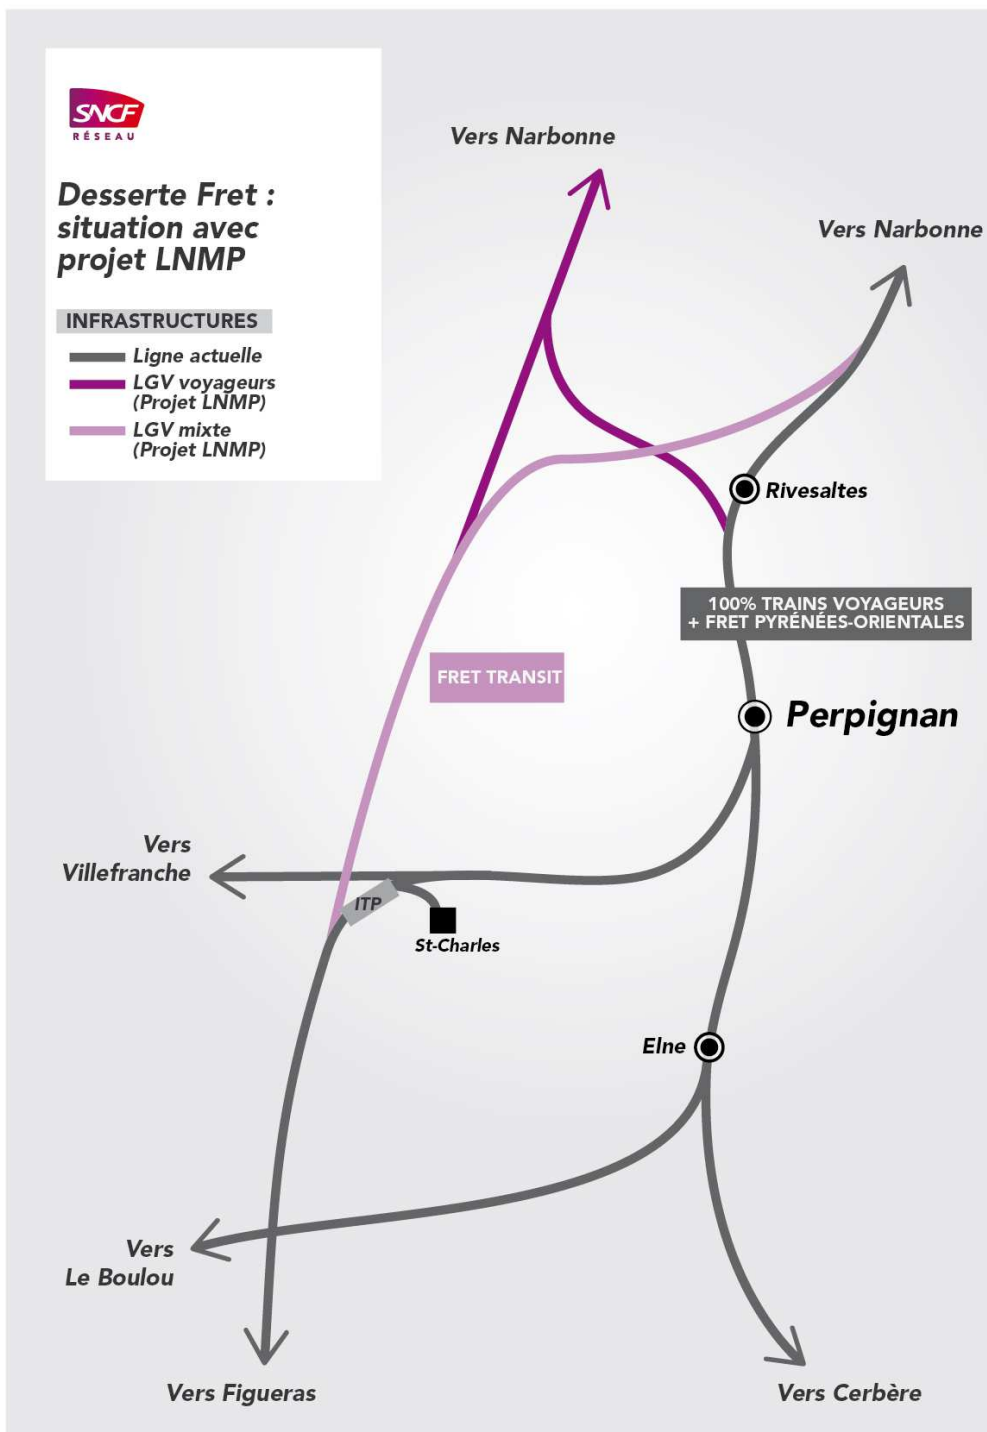 SNCF
RÉSEAU
Desserte Fret :
situation avec
projet LNMP
INFRASTRUCTURES
Ligne actuelle
LGV voyageurs
(Projet LNMP)
LGV mixte
(Projet LNMP)
Vers Narbonne
Vers Narbonne
Rivesaltes
100% TRAINS VOYAGEURS
+ FRET PYRÉNÉES-ORIENTALES
FRET TRANSIT
Perpignan
Vers
Villefranche
ITP
St-Charles
Elne
Vers
Le Boulou
Vers Figueras
Vers Cerbère